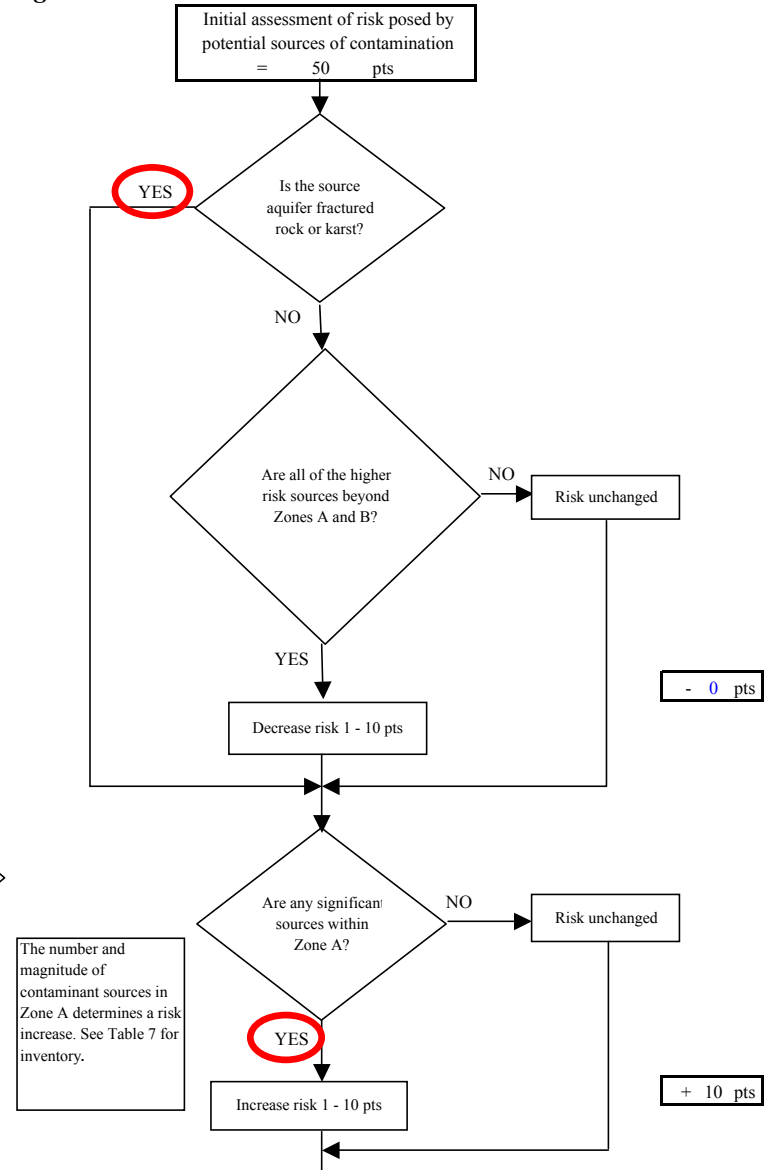 Initial assessment of risk posed by
potential sources of contamination
= 50 pts
YES
Is the source
aquifer fractured
rock or karst?
NO
Are all of the higher
risk sources beyond
Zones A and B?
NO
Risk unchanged
YES
- 0 pts
Decrease risk 1 - 10 pts
Are any significant
sources within
Zone A?
NO
Risk unchanged
The number and
magnitude of
contaminant sources in
Zone A determines a risk
increase. See Table 7 for
inventory.
YES
Increase risk 1 - 10 pts
+ 10 pts